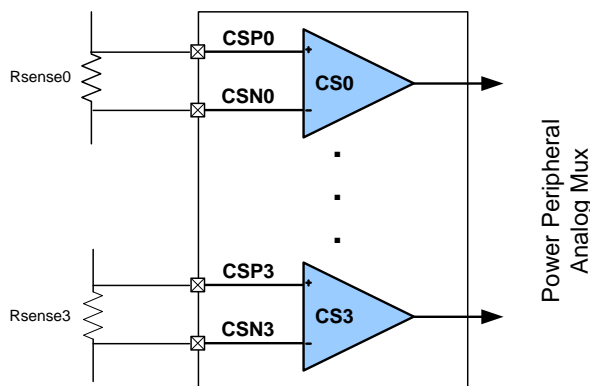 CSP0
Rsense0
+
CS0
CSN0
-
Power Peripheral
Analog Mux
CSP3
+
Rsense3
CS3
CSN3
-